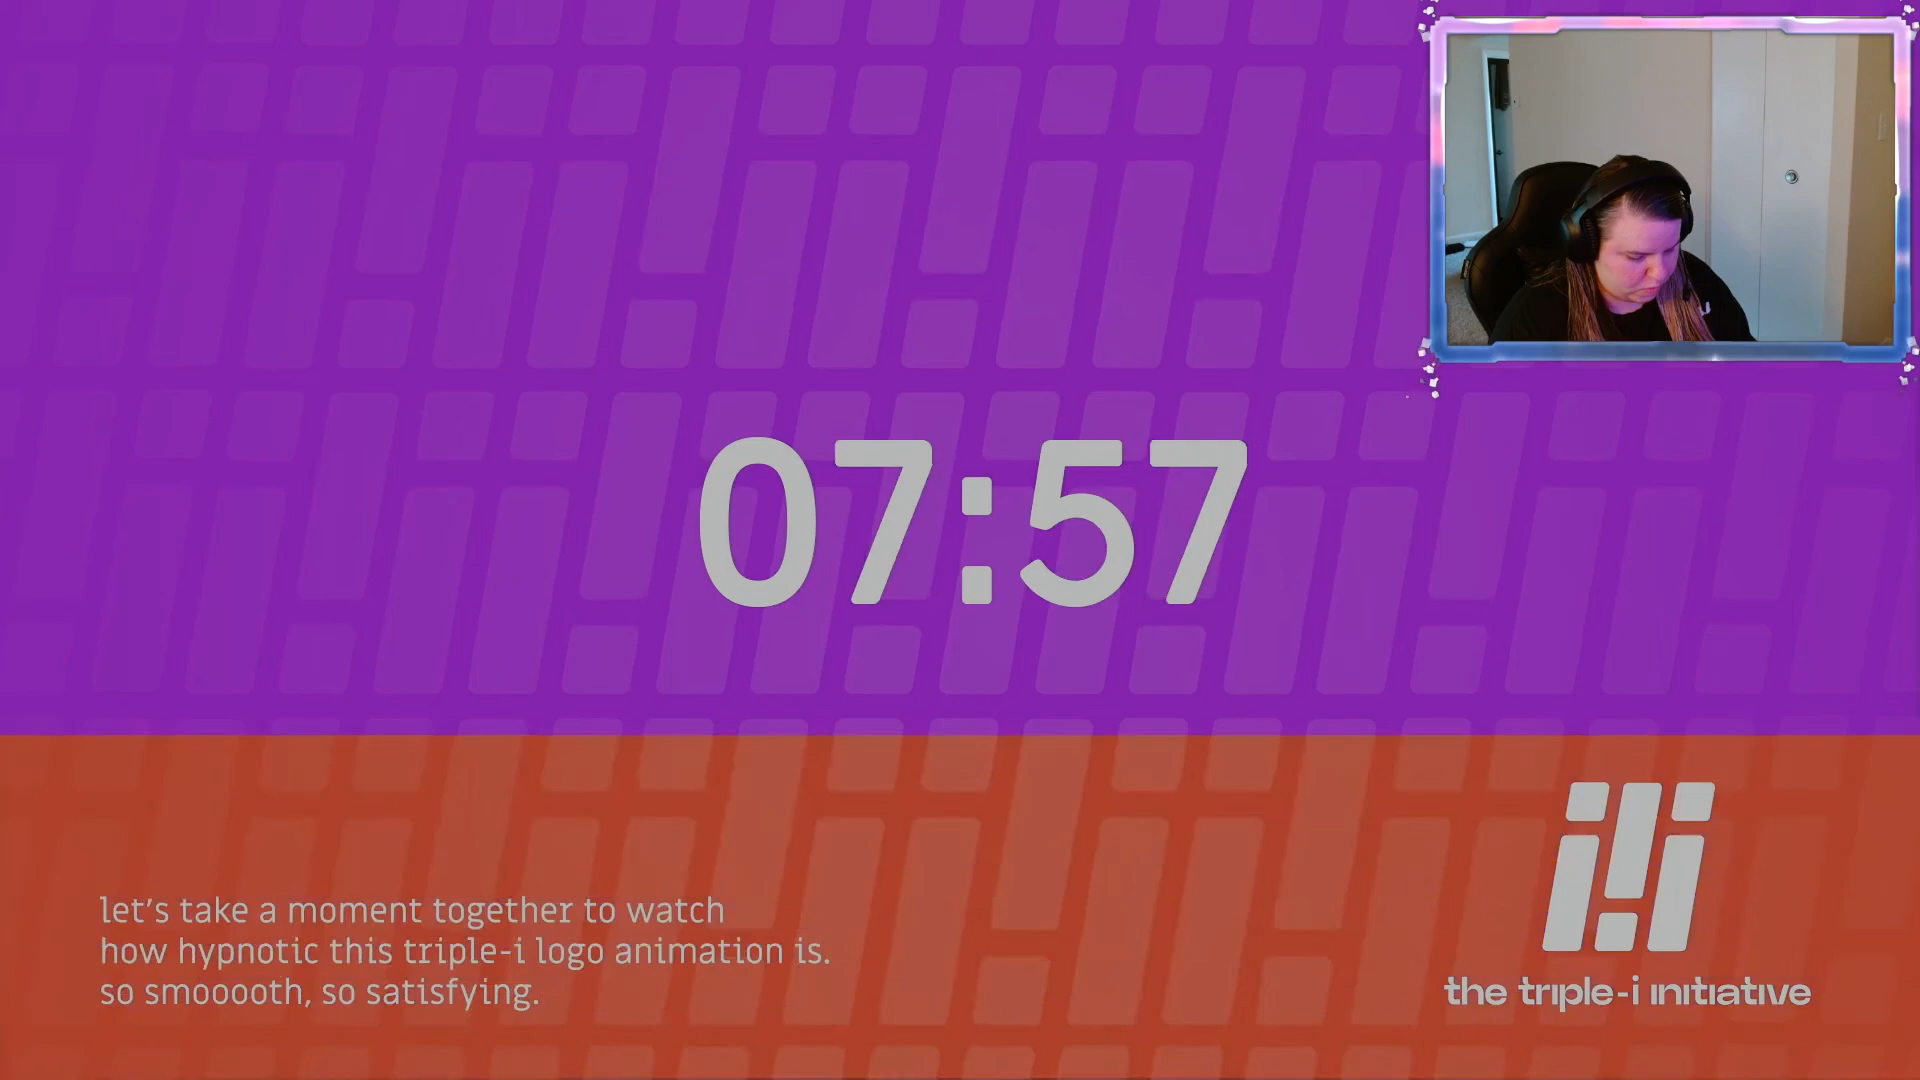 07:57
let's take a moment together to watch
how hypnotic this triple-i logo animation is.
so smooooth, so satisfying.
the triple-i initiative